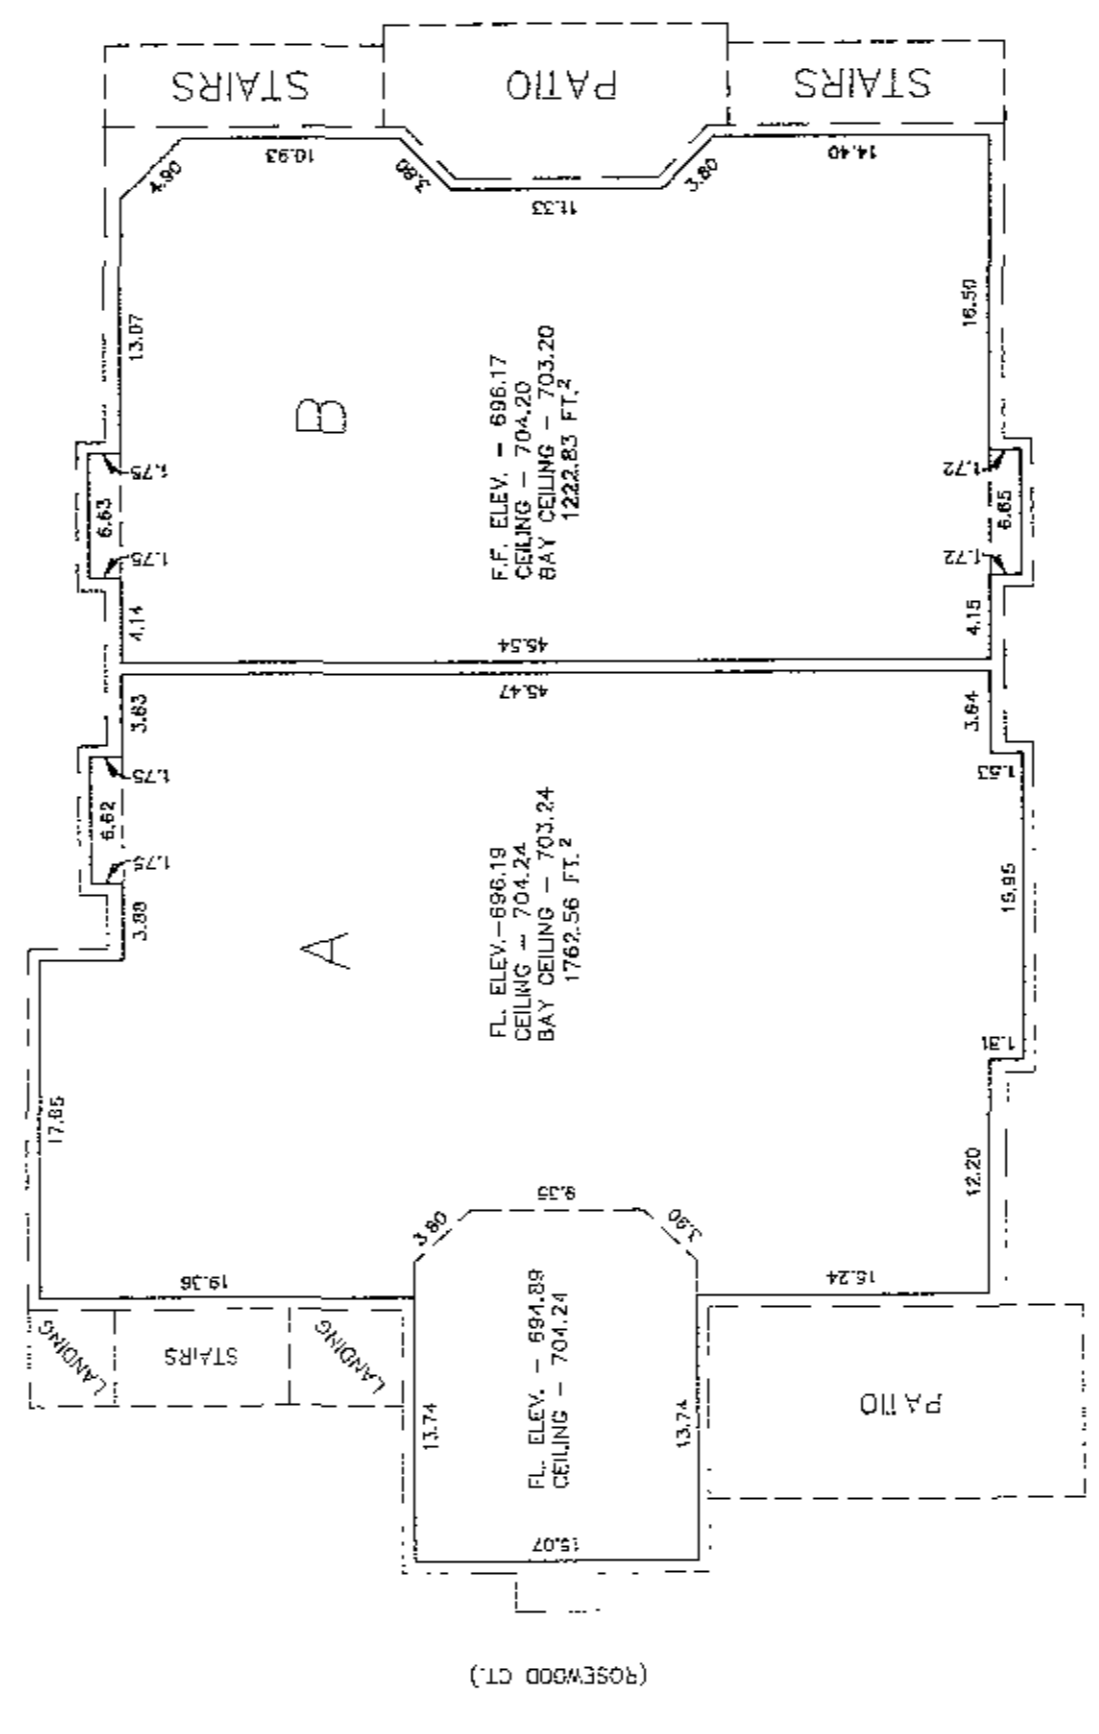 STAIRS
PATIO
STAIRS
4.90
10.93
3.80
11.33
3.80
14.40
13.07
16.50
B
F.F. ELEV. - 696.17
CEILING - 704.20
BAY CEILING - 703.20
1222.83 FT.²
1.75
6.63
1.75
4.14
1.72
6.65
1.72
4.15
45.54
45.47
3.83
3.64
1.75
6.62
1.75
3.88
1.53
15.95
1.31
A
FL. ELEV.-696.19
CEILING - 704.24
BAY CEILING - 703.24
1762.56 FT.²
17.85
12.20
19.36
3.80
9.35
3.90
15.24
LANDING
STAIRS
LANDING
FL. ELEV. - 694.89
CEILING - 704.24
13.74
13.74
15.07
PATIO
(ROSEWOOD CT.)